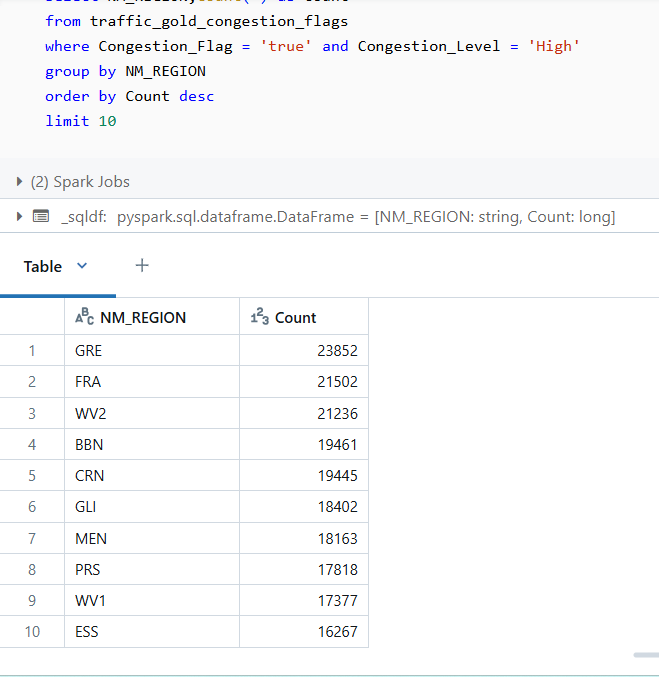 from traffic_gold_congestion_flags
where Congestion_Flag = 'true' and Congestion_Level = 'High'
group by NM_REGION
order by Count desc
limit 10
(2) Spark Jobs
_sqldf: pyspark.sql.dataframe.DataFrame = [NM_REGION: string, Count: long]
Table
ABC NM_REGION 123 Count
1 GRE 23852
2 FRA 21502
3 WV2 21236
4 BBN 19461
5 CRN 19445
6 GLI 18402
7 MEN 18163
8 PRS 17818
9 WV1 17377
10 ESS 16267